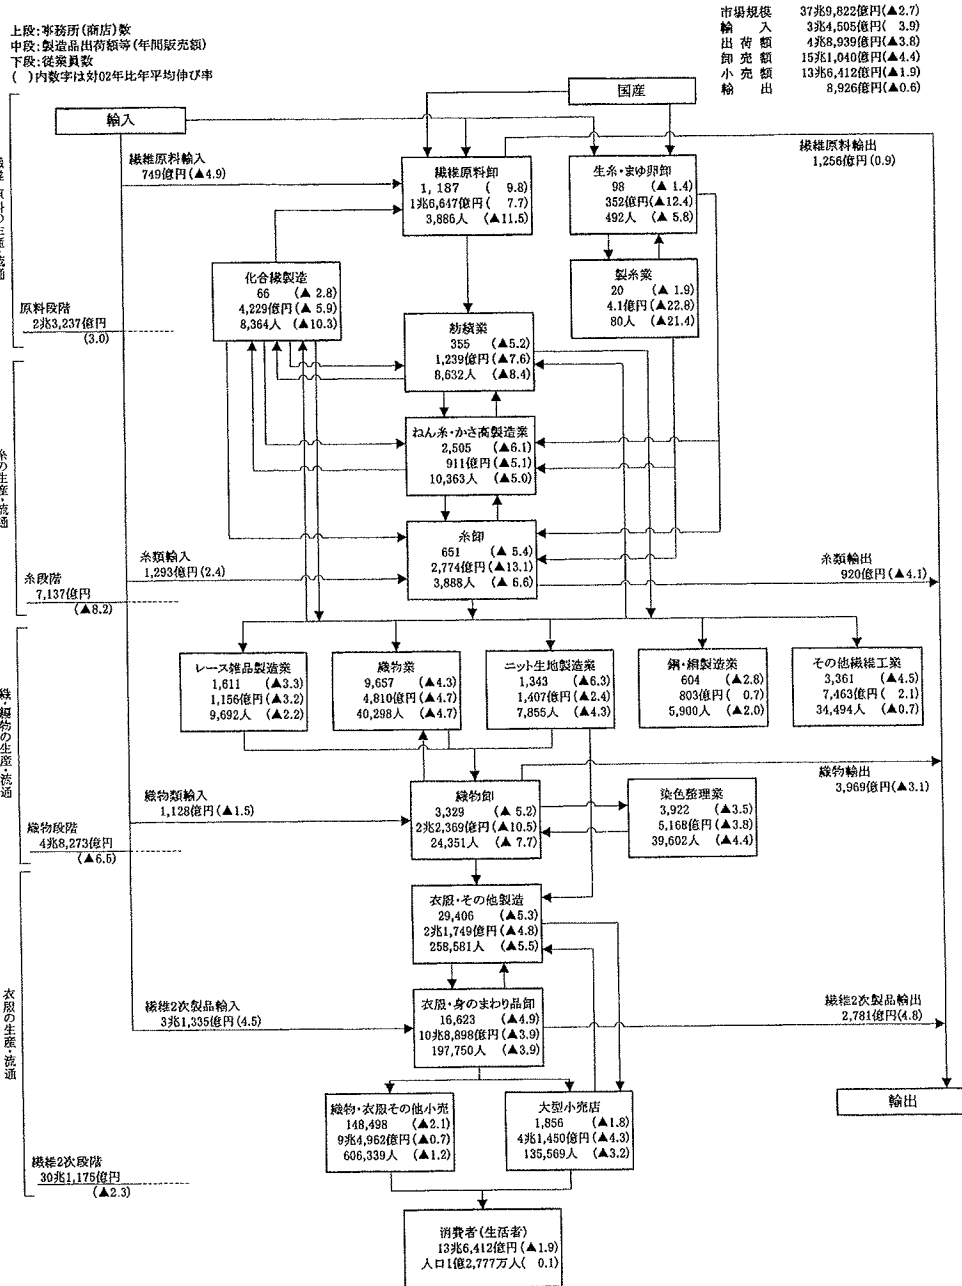 上段:事務所(商店)数
中段:製造品出荷額等(年間販売額)
下段:従業員数
( )内数字は対02年比年平均伸び率
市場規模 37兆9,822億円(▲2.7)
輸入 3兆4,505億円( 3.9)
出荷額 4兆8,939億円(▲3.8)
卸売額 15兆1,040億円(▲4.4)
小売額 13兆6,412億円(▲1.9)
輸出 8,926億円(▲0.6)
国産
輸入
繊維原料輸入
749億円(▲4.9)
繊維原料卸
1,187 ( 9.8)
1兆6,647億円( 7.7)
3,886人 (▲11.5)
生糸・まゆ卵卸
98 (▲ 1.4)
352億円(▲12.4)
492人 (▲ 5.8)
繊維原料輸出
1,256億円(0.9)
化合繊製造
66 (▲ 2.8)
4,229億円(▲ 5.9)
8,364人 (▲10.3)
製糸業
20 (▲ 1.9)
4.1億円(▲22.8)
80人 (▲21.4)
原料段階
2兆3,237億円
(3.0)
紡績業
355 (▲5.2)
1,239億円(▲7.6)
8,632人 (▲8.4)
ねん糸・かさ高製造業
2,505 (▲6.1)
911億円(▲5.1)
10,363人 (▲5.0)
糸の生産・流通
糸卸
651 (▲ 5.4)
2,774億円(▲13.1)
3,888人 (▲ 6.6)
糸類輸入
1,293億円(2.4)
糸類輸出
920億円(▲4.1)
糸段階
7,137億円
(▲8.2)
レース雑品製造業
1,611 (▲3.3)
1,156億円(▲3.2)
9,692人 (▲2.2)
織物業
9,657 (▲4.3)
4,810億円(▲4.7)
40,298人 (▲4.7)
ニット生地製造業
1,343 (▲6.3)
1,407億円(▲2.4)
7,855人 (▲4.3)
綱・網製造業
604 (▲2.8)
803億円( 0.7)
5,900人 (▲2.0)
その他繊維工業
3,361 (▲4.5)
7,463億円( 2.1)
34,494人 (▲0.7)
織・編物の生産・流通
織物類輸入
1,128億円(▲1.5)
織物卸
3,329 (▲ 5.2)
2兆2,369億円(▲10.5)
24,351人 (▲ 7.7)
染色整理業
3,922 (▲3.5)
5,168億円(▲3.8)
39,602人 (▲4.4)
織物輸出
3,969億円(▲3.1)
織物段階
4兆8,273億円
(▲6.5)
衣服・その他製造
29,406 (▲5.3)
2兆1,749億円(▲4.8)
258,581人 (▲5.5)
衣服の生産・流通
繊維2次製品輸入
3兆1,335億円(4.5)
衣服・身のまわり品卸
16,623 (▲4.9)
10兆8,898億円(▲3.9)
197,750人 (▲3.9)
繊維2次製品輸出
2,781億円(4.8)
織物・衣服その他小売
148,498 (▲2.1)
9兆4,962億円(▲0.7)
606,339人 (▲1.2)
大型小売店
1,856 (▲1.8)
4兆1,450億円(▲4.3)
135,569人 (▲3.2)
輸出
繊維2次段階
30兆1,175億円
(▲2.3)
消費者(生活者)
13兆6,412億円(▲1.9)
人口1億2,777万人( 0.1)